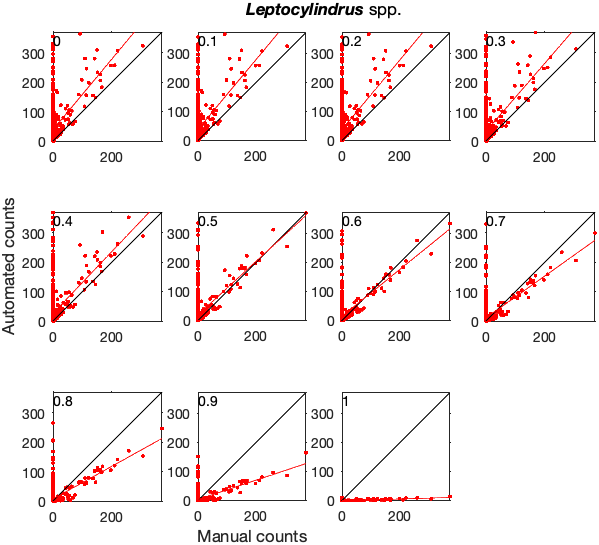 Leptocylindrus spp.
0 0.1 0.2 0.3
300 300 300 300
200 200 200 200
100 100 100 100
0 0 0 0
0 200 0 200 0 200 0 200
0.4 0.5 0.6 0.7
300 300 300 300
200 200 200 200
100 100 100 100
0 0 0 0
0 200 0 200 0 200 0 200
Automated counts
0.8 0.9 1
300 300 300
200 200 200
100 100 100
0 0 0
0 200 0 200 0 200
Manual counts